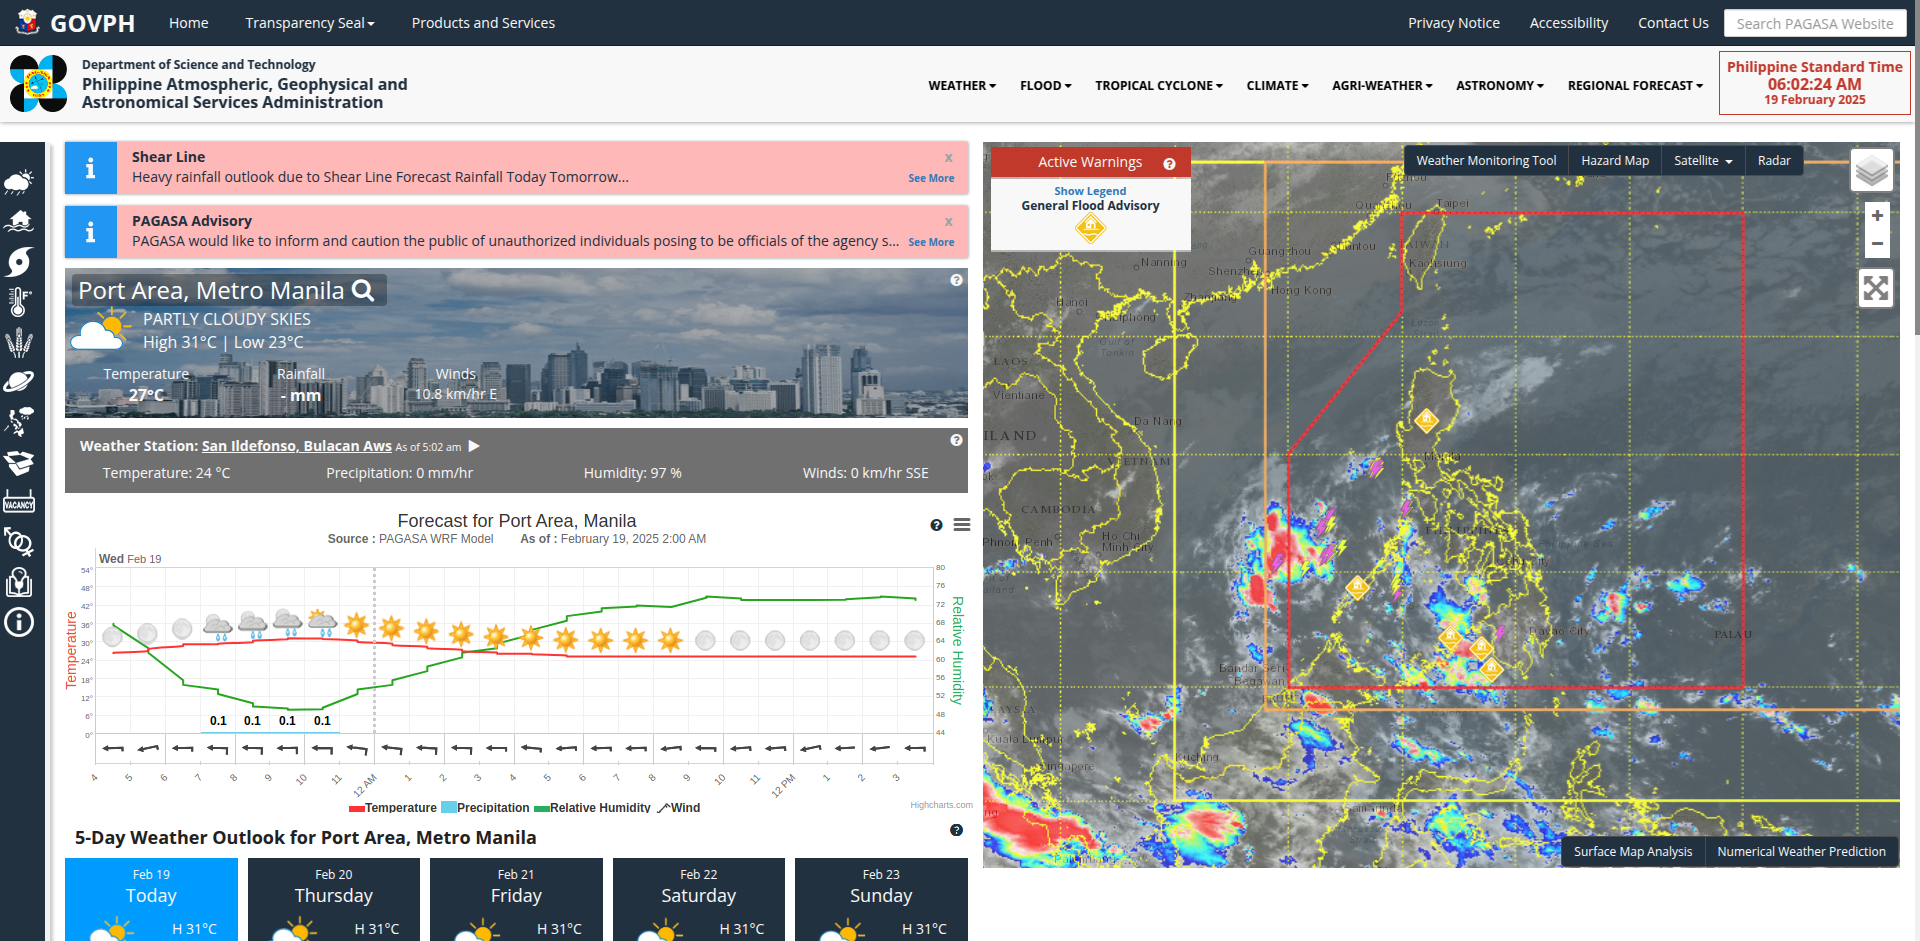 GOVPH
Home
Transparency Seal
Products and Services
Privacy Notice
Accessibility
Contact Us
Search PAGASA Website
Department of Science and Technology
Philippine Atmospheric, Geophysical and
Astronomical Services Administration
WEATHER
FLOOD
TROPICAL CYCLONE
CLIMATE
AGRI-WEATHER
ASTRONOMY
REGIONAL FORECAST
Philippine Standard Time
06:02:24 AM
19 February 2025
Shear Line
x
Heavy rainfall outlook due to Shear Line Forecast Rainfall Today Tomorrow...
See More
PAGASA Advisory
x
PAGASA would like to inform and caution the public of unauthorized individuals posing to be officials of the agency s...
See More
Port Area, Metro Manila
PARTLY CLOUDY SKIES
High 31°C | Low 23°C
Temperature
Rainfall
Winds
27°C
- mm
10.8 km/hr E
Weather Station: San Ildefonso, Bulacan Aws As of 5:02 am
Temperature: 24 °C
Precipitation: 0 mm/hr
Humidity: 97 %
Winds: 0 km/hr SSE
VACANCY
Forecast for Port Area, Manila
Source : PAGASA WRF Model
As of : February 19, 2025 2:00 AM
Wed Feb 19
54°
48°
42°
36°
30°
24°
18°
12°
6°
0°
Temperature
80
76
72
68
64
60
56
52
48
44
Relative Humidity
0.1
0.1
0.1
0.1
4
5
6
7
8
9
10
11
12 AM
1
2
3
4
5
6
7
8
9
10
11
12 PM
1
2
3
Temperature
Precipitation
Relative Humidity
Wind
Highcharts.com
5-Day Weather Outlook for Port Area, Metro Manila
Feb 19
Today
H 31°C
Feb 20
Thursday
H 31°C
Feb 21
Friday
H 31°C
Feb 22
Saturday
H 31°C
Feb 23
Sunday
H 31°C
Active Warnings
Show Legend
General Flood Advisory
Weather Monitoring Tool
Hazard Map
Satellite
Radar
+
−
Taipei
TAIWAN
Kaohsiung
Guangzhou
Shenzhen
Hong Kong
Nanning
Zhanjiang
Hanoi
Haiphong
Gulf of
Tonkin
LAOS
Vientiane
Da Nang
ILAND
VIETNAM
CAMBODIA
Phnom Penh
Ho Chi
Minh City
Luzon
Manila
Davao City
PALAU
Bandar Seri
Begawan
Kuala Lumpur
Singapore
Kuching
Samarinda
Surface Map Analysis
Numerical Weather Prediction